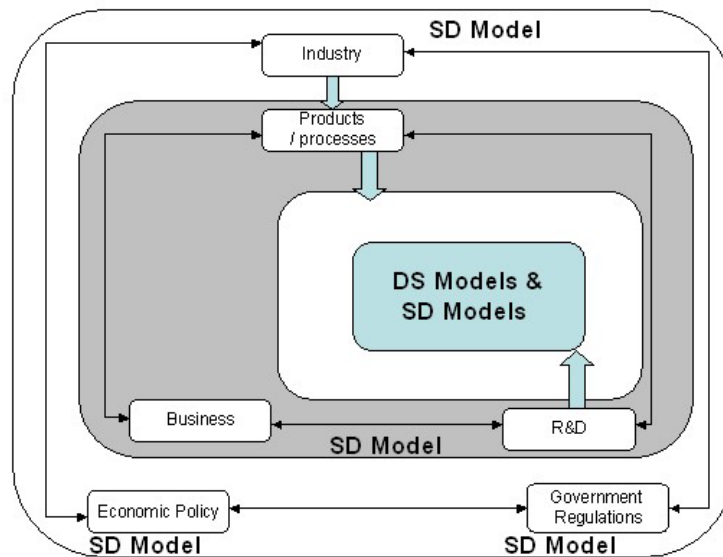 SD Model
Industry
Products
/ processes
DS Models &
SD Models
Business
R&D
SD Model
Economic Policy
Government
Regulations
SD Model
SD Model